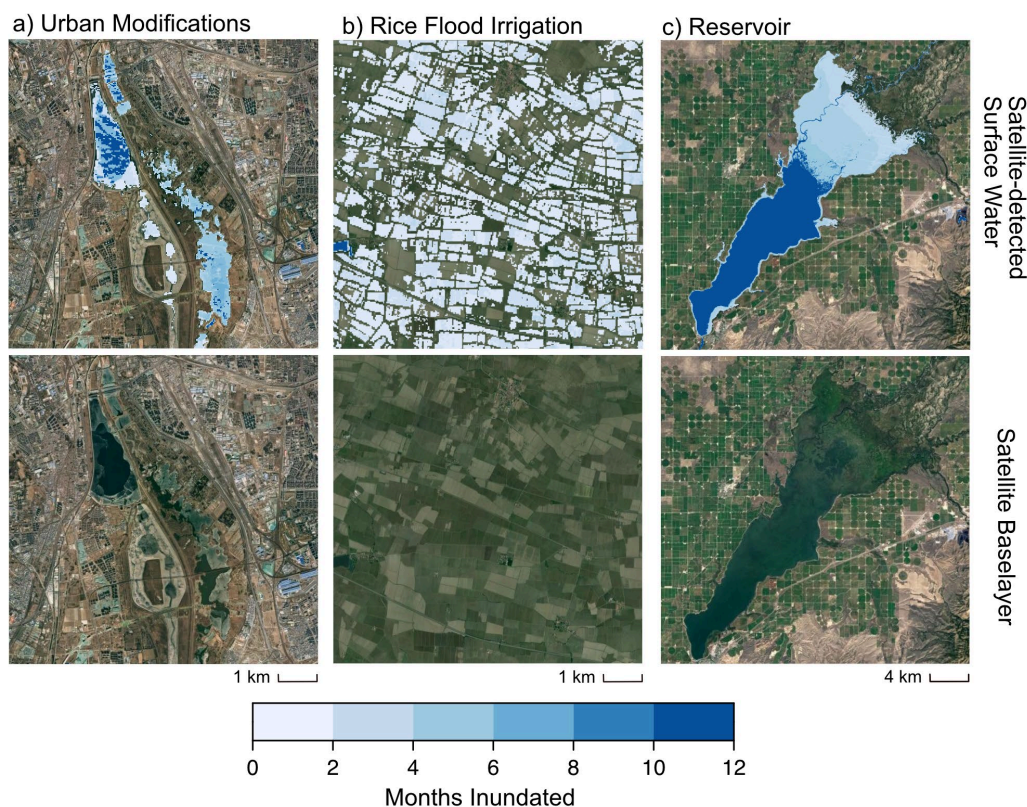 a) Urban Modifications
b) Rice Flood Irrigation
c) Reservoir
Satellite-detected
Surface Water
Satellite Baselayer
1 km
1 km
4 km
0 2 4 6 8 10 12
Months Inundated